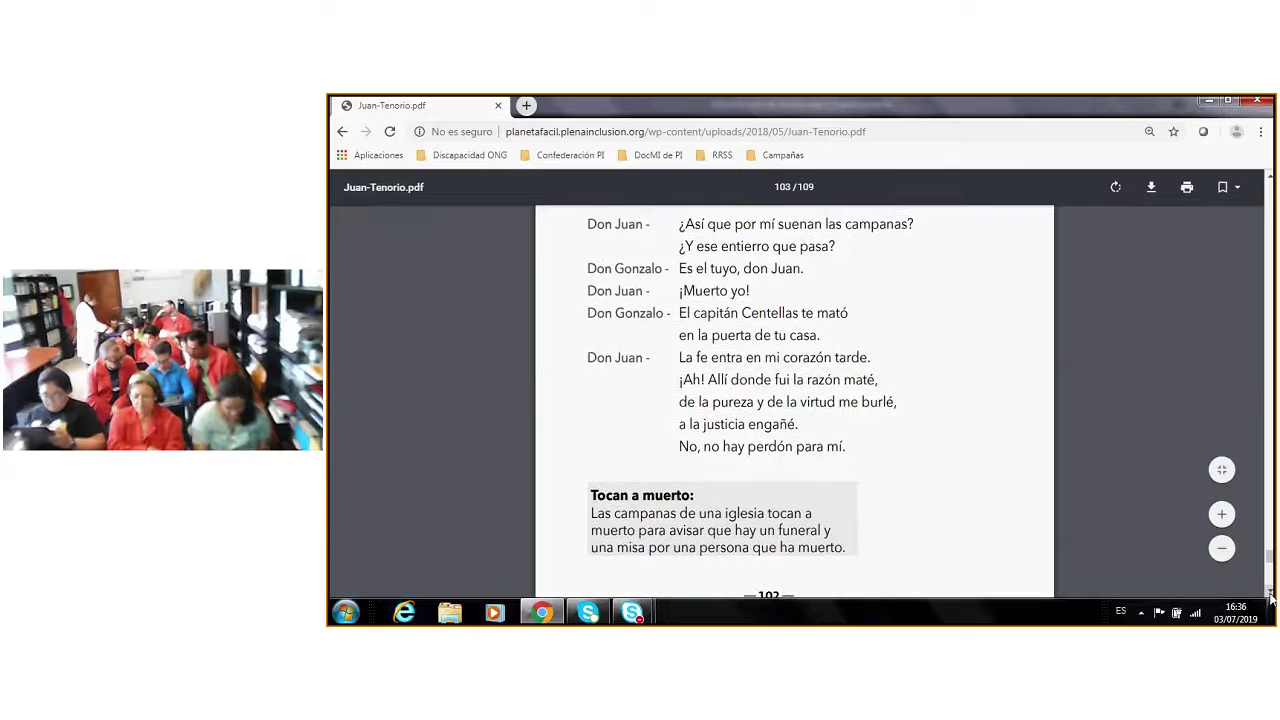 Juan-Tenorio.pdf
No es seguro
planetafacil.plenainclusion.org/wp-content/uploads/2018/05/Juan-Tenorio.pdf
Aplicaciones Discapacidad ONG Confederación PI DocMI de PI RRSS Campañas
Juan-Tenorio.pdf 103 / 109
Don Juan - ¿Así que por mí suenan las campanas?
¿Y ese entierro que pasa?
Don Gonzalo - Es el tuyo, don Juan.
Don Juan - ¡Muerto yo!
Don Gonzalo - El capitán Centellas te mató
en la puerta de tu casa.
Don Juan - La fe entra en mi corazón tarde.
¡Ah! Allí donde fui la razón maté,
de la pureza y de la virtud me burlé,
a la justicia engañé.
No, no hay perdón para mí.
Tocan a muerto:
Las campanas de una iglesia tocan a
muerto para avisar que hay un funeral y
una misa por una persona que ha muerto.
— 102 —
ES
16:36
03/07/2019